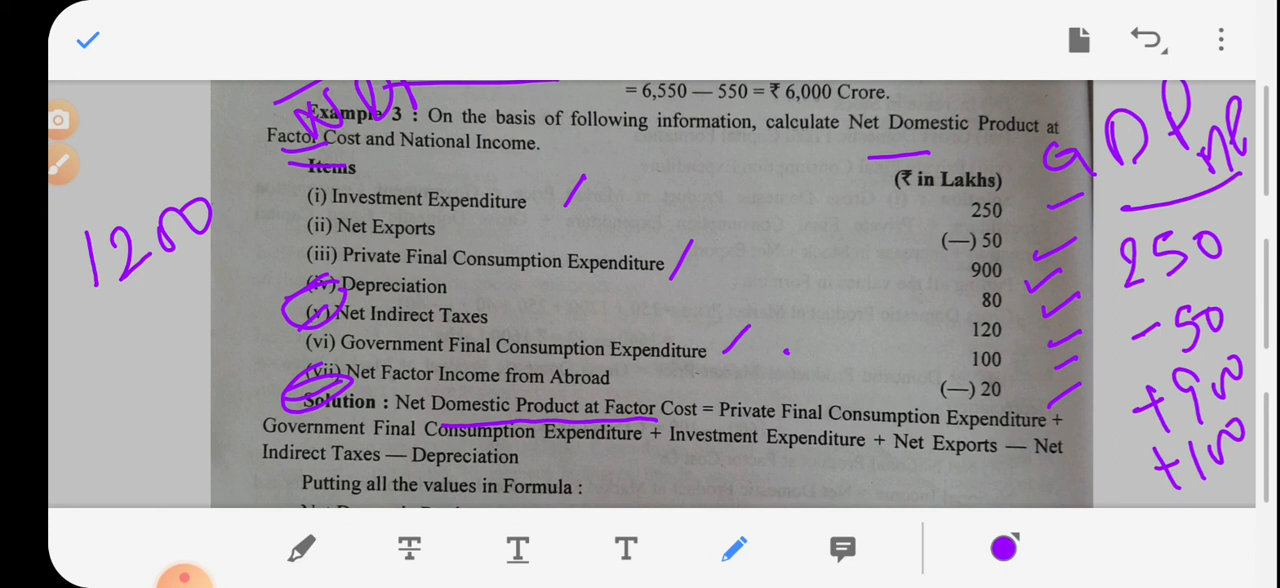 = 6,550 — 550 = ₹ 6,000 Crore.
Example 3 : On the basis of following information, calculate Net Domestic Product at
Factor Cost and National Income.
Items (₹ in Lakhs)
(i) Investment Expenditure 250
(ii) Net Exports (—) 50
(iii) Private Final Consumption Expenditure 900
(iv) Depreciation 80
(v) Net Indirect Taxes 120
(vi) Government Final Consumption Expenditure 100
(vii) Net Factor Income from Abroad (—) 20
Solution : Net Domestic Product at Factor Cost = Private Final Consumption Expenditure +
Government Final Consumption Expenditure + Investment Expenditure + Net Exports — Net
Indirect Taxes — Depreciation
Putting all the values in Formula :
1200
GDP
250
- 50
+900
+100
T
T
T